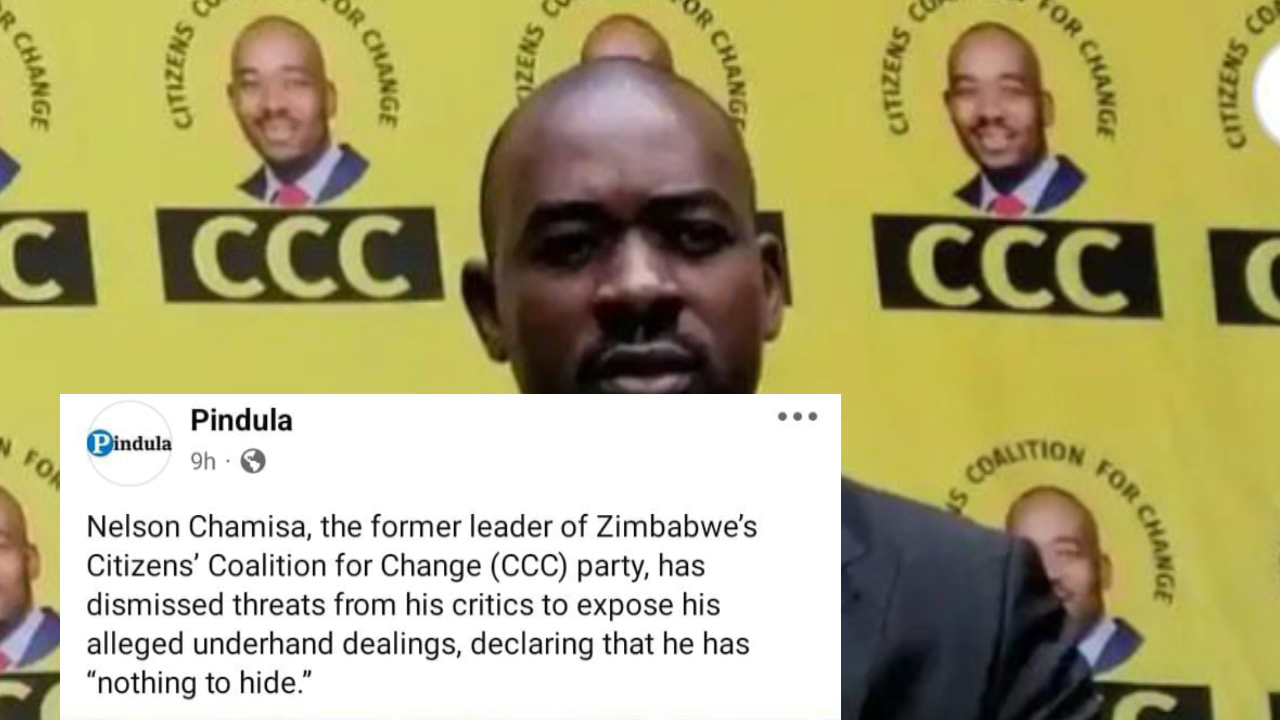 CITIZENS COALITION FOR CHANGE
CCC
CITIZENS COALITION FOR CHANGE
CCC
Pindula
Pindula
9h ·
Nelson Chamisa, the former leader of Zimbabwe’s
Citizens’ Coalition for Change (CCC) party, has
dismissed threats from his critics to expose his
alleged underhand dealings, declaring that he has
“nothing to hide.”
COALITION FOR CHANGE